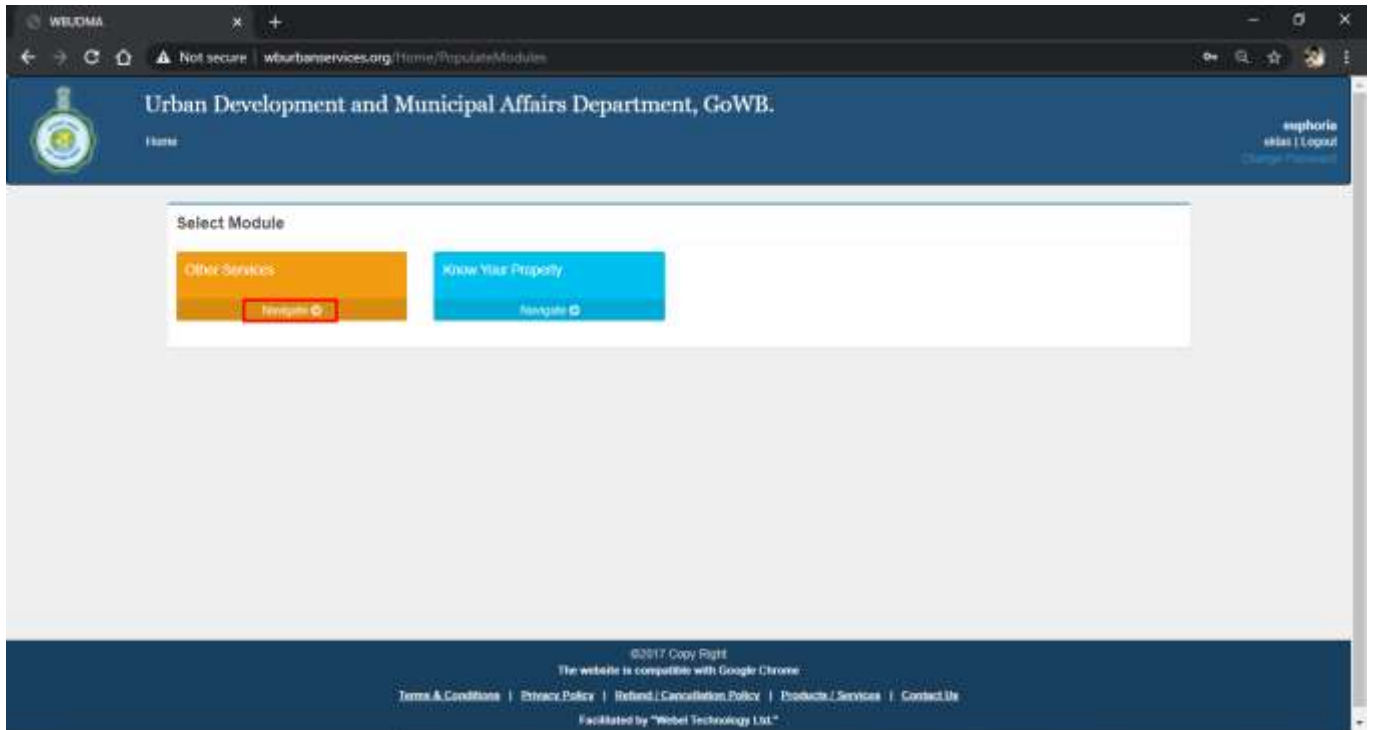 WBUDMA
Not secure | wburbanservices.org/Home/PopulateModules
Urban Development and Municipal Affairs Department, GoWB.
Home
euphoria
| Logout
Change Password
Select Module
Other Services
Know Your Property
Navigate
Navigate
©2017 Copy Right
The website is compatible with Google Chrome
Terms & Conditions | Privacy Policy | Refund / Cancellation Policy | Products / Services | Contact Us
Facilitated by "Webel Technology Ltd."